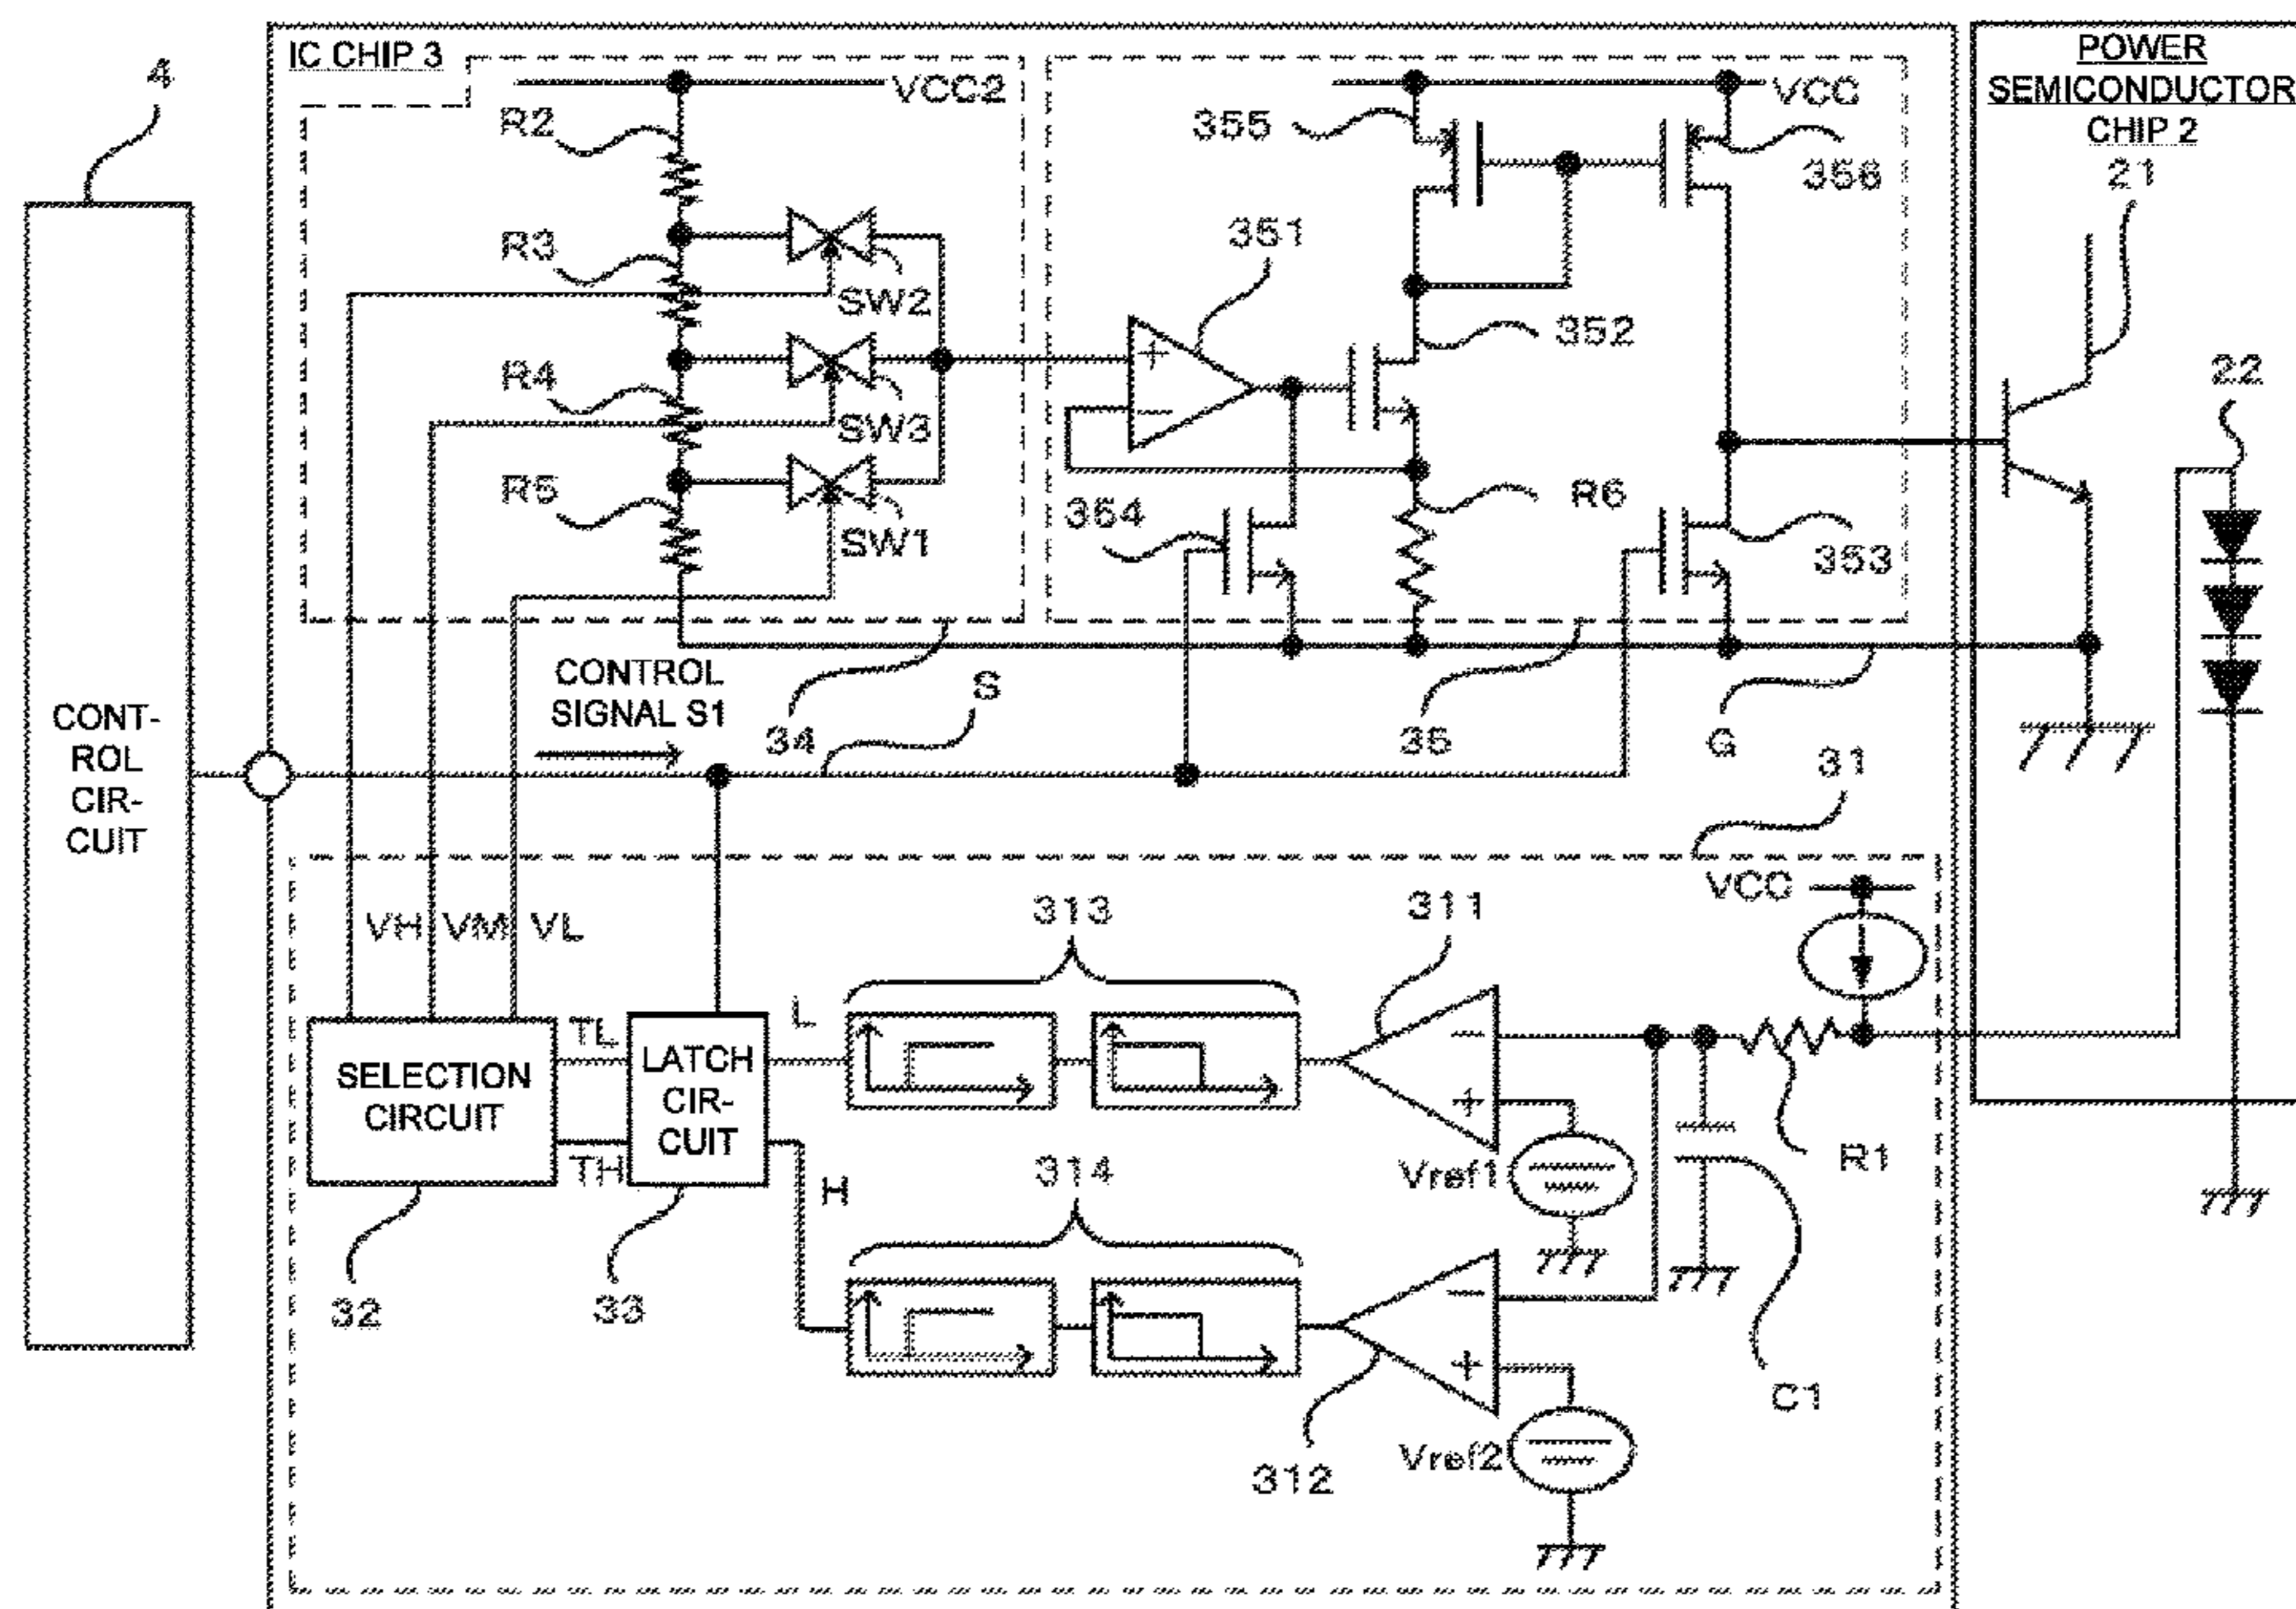 4
IC CHIP 3
VCC2
R2
R3
R4
R5
SW2
SW3
SW1
355
VCC
356
351
352
354
R6
353
POWER
SEMICONDUCTOR
CHIP 2
21
22
CONT-
ROL
CIR-
CUIT
CONTROL
SIGNAL S1
34
S
35
G
31
VH
VM
VL
313
311
VCC
SELECTION
CIRCUIT
TL
TH
LATCH
CIR-
CUIT
L
H
314
Vref1
R1
32
33
312
Vref2
C1
+
−
−
+
−
+